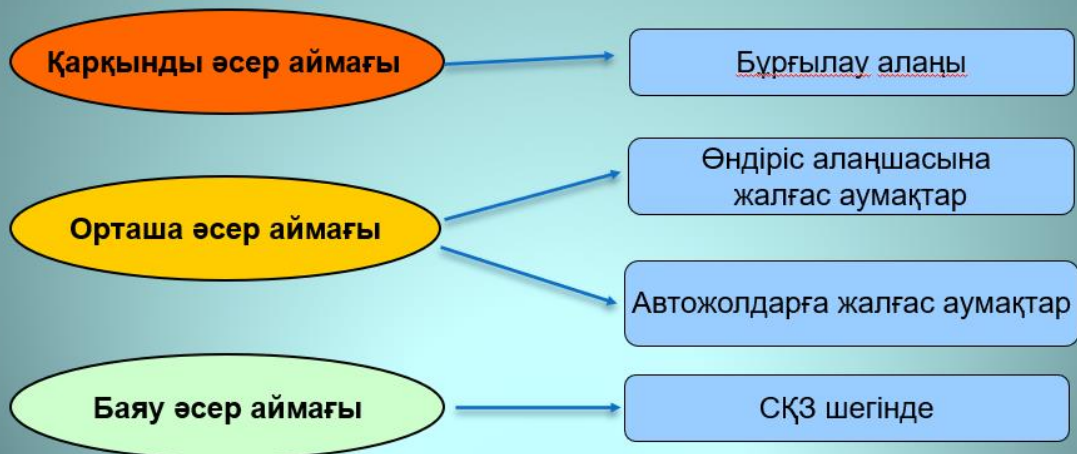 Қарқынды әсер аймағы
Бұрғылау алаңы
Орташа әсер аймағы
Өндіріс алаңшасына
жалғас аумақтар
Автожолдарға жалғас аумақтар
Баяу әсер аймағы
СҚЗ шегінде